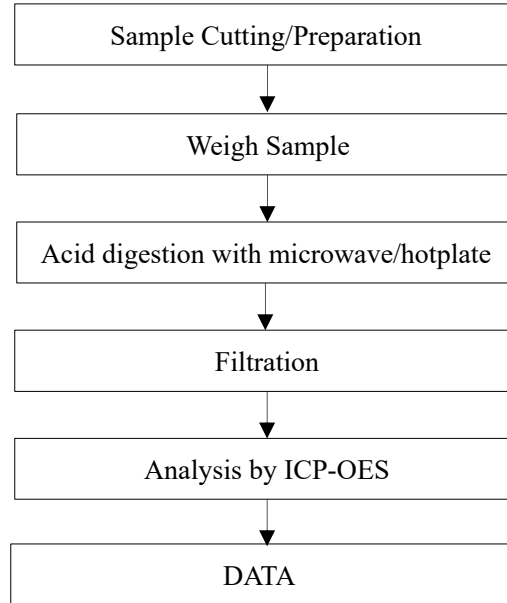 Sample Cutting/Preparation
Weigh Sample
Acid digestion with microwave/hotplate
Filtration
Analysis by ICP-OES
DATA